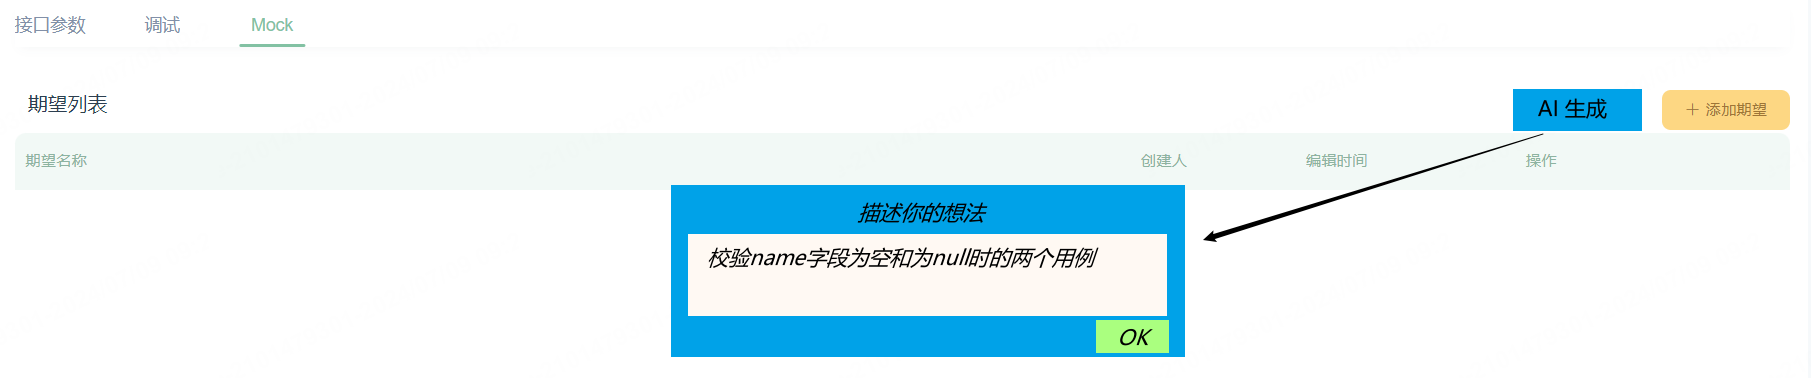 接口参数 调试 Mock
期望列表 AI 生成 + 添加期望
期望名称 创建人 编辑时间 操作
描述你的想法
校验name字段为空和为null时的两个用例
OK